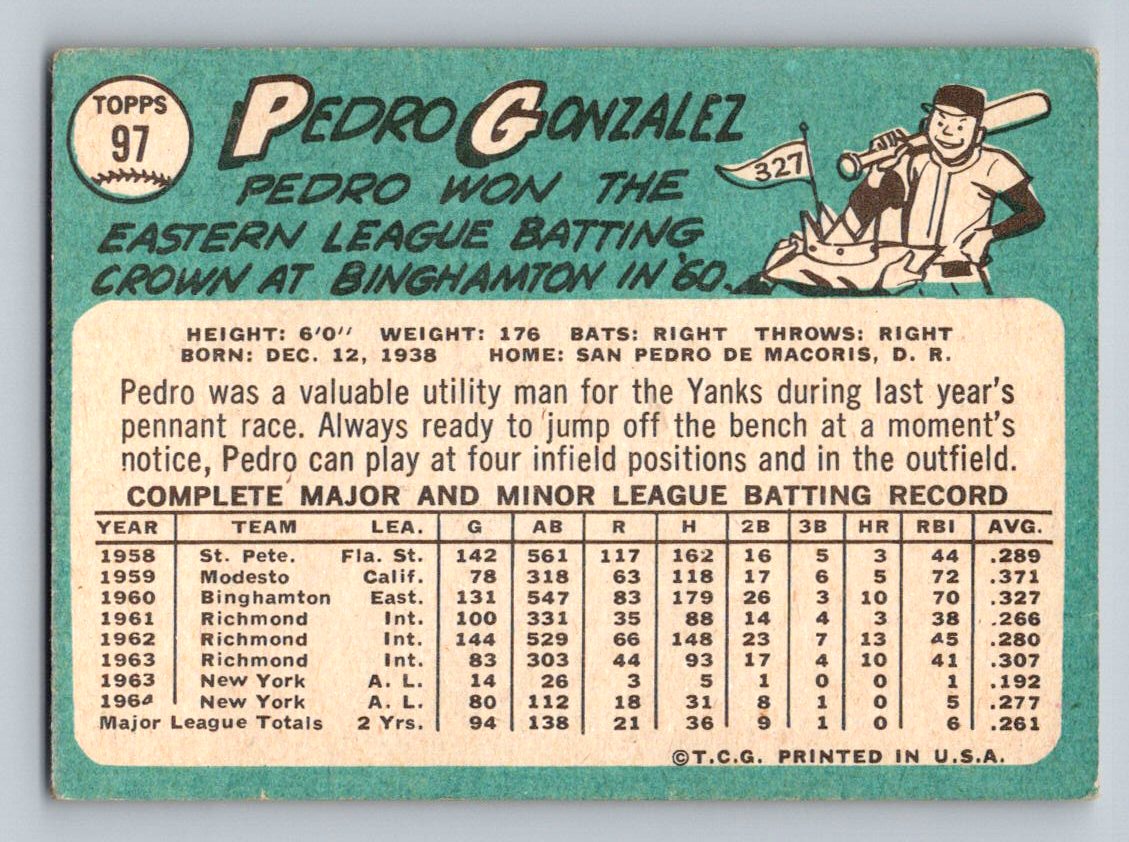 TOPPS
97
PEDRO GONZALEZ
PEDRO WON THE
EASTERN LEAGUE BATTING
CROWN AT BINGHAMTON IN '60.
327
HEIGHT: 6'0" WEIGHT: 176 BATS: RIGHT THROWS: RIGHT
BORN: DEC. 12, 1938 HOME: SAN PEDRO DE MACORIS, D. R.
Pedro was a valuable utility man for the Yanks during last year's
pennant race. Always ready to jump off the bench at a moment's
notice, Pedro can play at four infield positions and in the outfield.
COMPLETE MAJOR AND MINOR LEAGUE BATTING RECORD
YEAR TEAM LEA. G AB R H 2B 3B HR RBI AVG.
1958 St. Pete. Fla. St. 142 561 117 162 16 5 3 44 .289
1959 Modesto Calif. 78 318 63 118 17 6 5 72 .371
1960 Binghamton East. 131 547 83 179 26 3 10 70 .327
1961 Richmond Int. 100 331 35 88 14 4 3 38 .266
1962 Richmond Int. 144 529 66 148 23 7 13 45 .280
1963 Richmond Int. 83 303 44 93 17 4 10 41 .307
1963 New York A. L. 14 26 3 5 1 0 0 1 .192
1964 New York A. L. 80 112 18 31 8 1 0 5 .277
Major League Totals 2 Yrs. 94 138 21 36 9 1 0 6 .261
©T.C.G. PRINTED IN U.S.A.